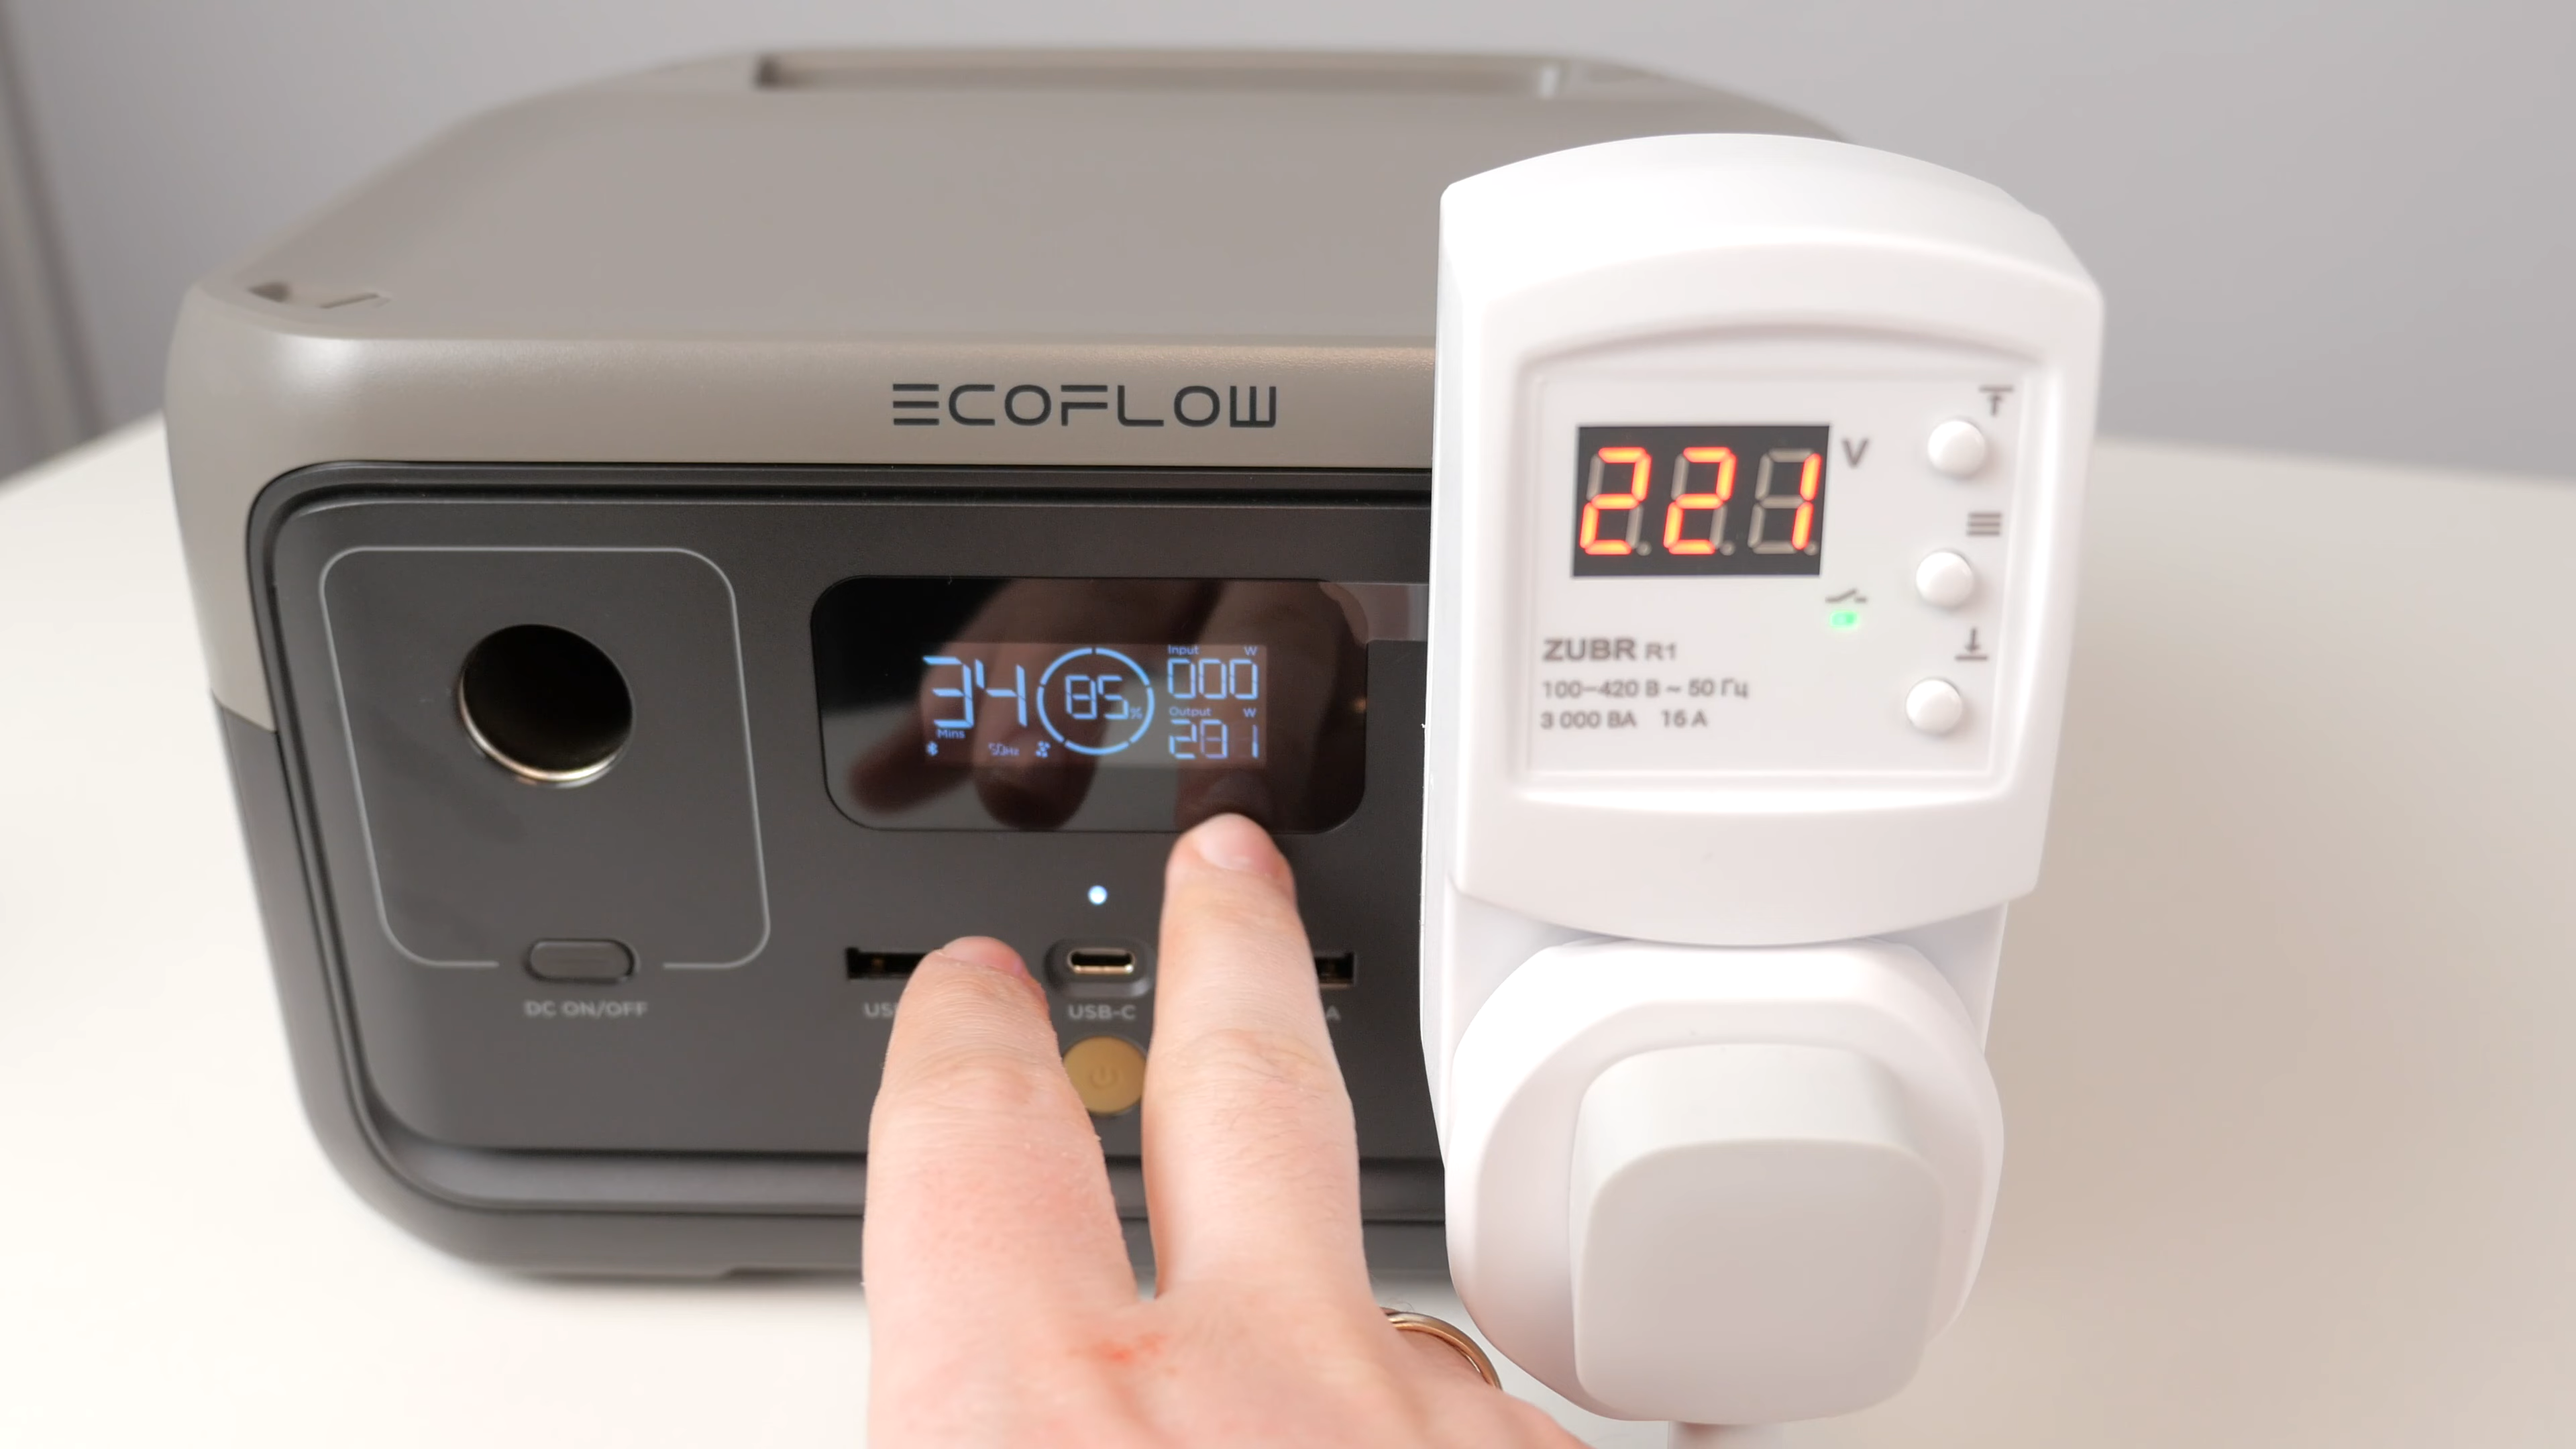 ECOFLOW
221 V
ZUBR R1
100–420 В ~ 50 Гц
3 000 ВА 16 А
Input W
34 85% 000
Output W
Mins
50Hz
DC ON/OFF
USB-C
A